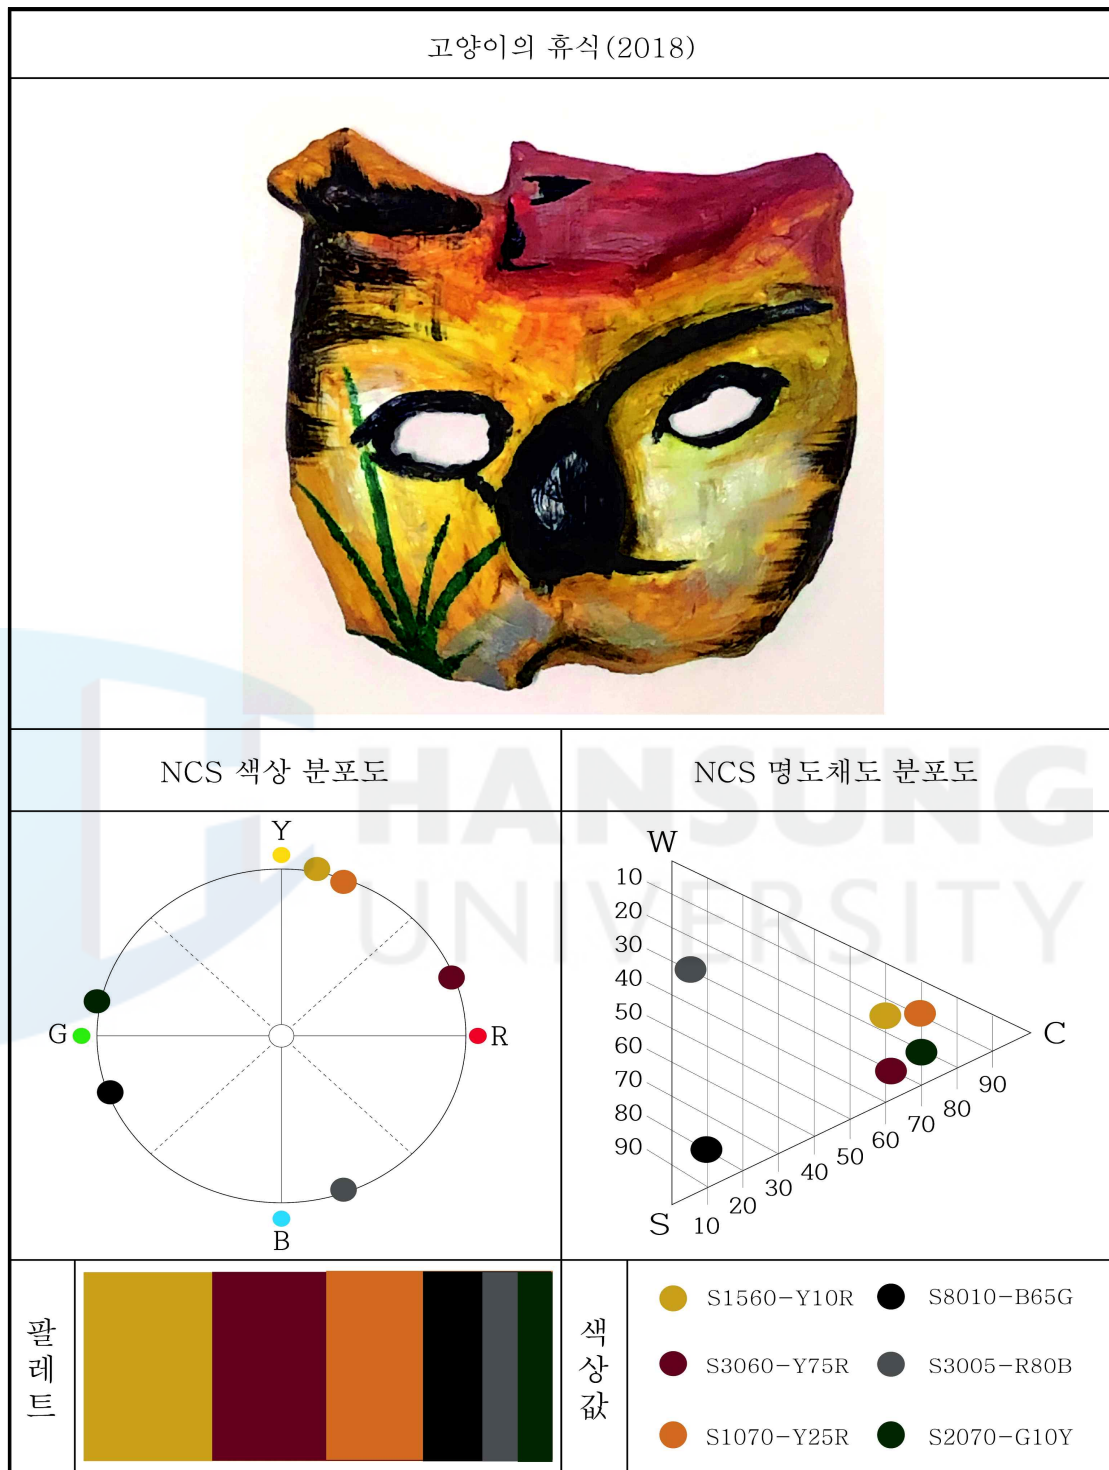 고양이의 휴식(2018)
NCS 색상 분포도
NCS 명도채도 분포도
Y
G
R
B
W
10
20
30
40
50
60
70
80
90
S
10
20
30
40
50
60
70
80
90
C
팔레트
색상값
S1560-Y10R
S8010-B65G
S3060-Y75R
S3005-R80B
S1070-Y25R
S2070-G10Y
HANSUNG
UNIVERSITY